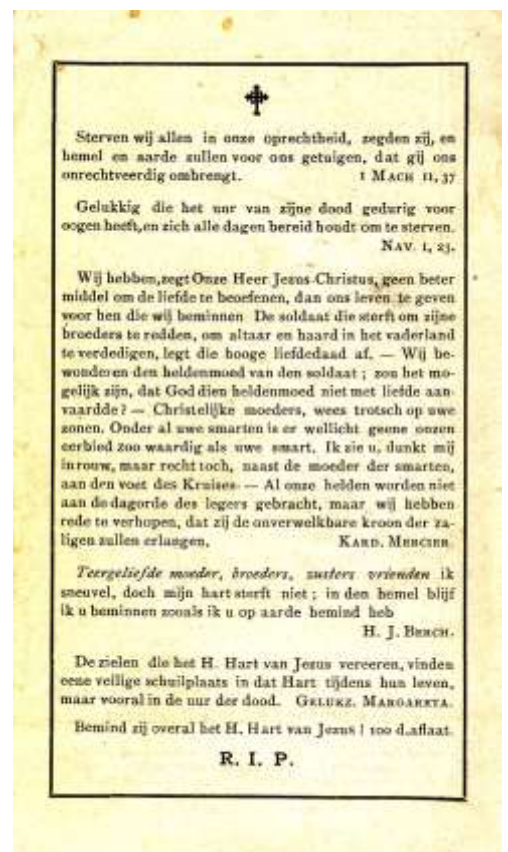 Sterven wij allen in onze oprechtheid, zegden zij, en
hemel en aarde zullen voor ons getuigen, dat gij ons
onrechtveerdig ombrengt. I MACH II, 37
Gelukkig die het uur van zijne dood gedurig voor
oogen heeft, en zich alle dagen bereid houdt om te sterven.
NAV. I, 23.
Wij hebben, zegt Onze Heer Jezus-Christus, geen beter
middel om de liefde te beoefenen, dan ons leven te geven
voor hen die wij beminnen De soldaat die sterft om zijne
broeders te redden, om altaar en haard in het vaderland
te verdedigen, legt die hooge liefdedaad af. — Wij be-
wonderen den heldenmoed van den soldaat ; zou het mo-
gelijk zijn, dat God dien heldenmoed niet met liefde aan-
vaardde ? — Christelijke moeders, wees trotsch op uwe
zonen. Onder al uwe smarten is er wellicht geene onzen
eerbied zoo waardig als uwe smart. Ik zie u, dunkt mij
in rouw, maar recht toch, naast de moeder der smarten,
aan den voet des Kruises. — Al onze helden worden niet
aan de dagorde des legers gebracht, maar wij hebben
rede te verhopen, dat zij de onverwelkbare kroon der za-
ligen zullen erlangen. KARD. MERCIER
Teergeliefde moeder, broeders, zusters vrienden ik
sneuvel, doch mijn hart sterft niet ; in den hemel blijf
ik u beminnen zooals ik u op aarde bemind heb
H. J. BERCH.
De zielen die het H. Hart van Jezus vereeren, vinden
eene veilige schuilplaats in dat Hart tijdens hun leven,
maar vooral in de uur der dood. GELUKZ. MARGARETA.
Bemind zij overal het H. Hart van Jezus ! 100 d. aflaat.
R. I. P.